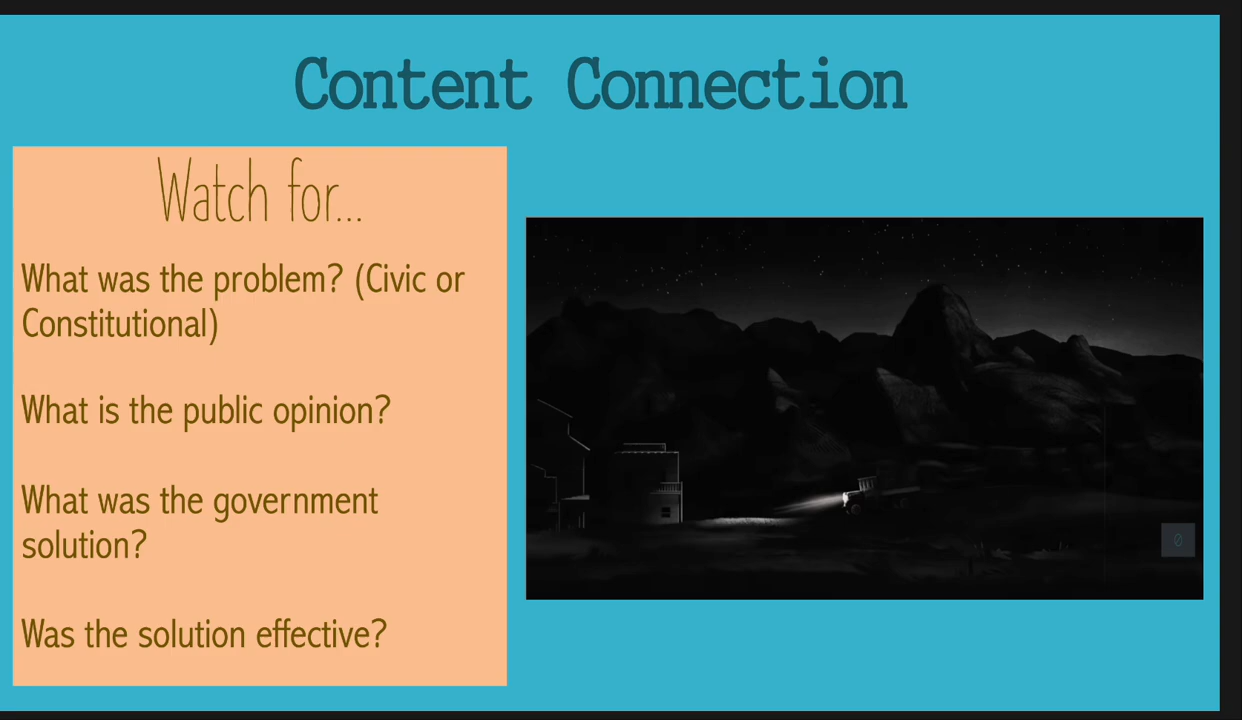 Content Connection
Watch for...
What was the problem? (Civic or
Constitutional)
What is the public opinion?
What was the government
solution?
Was the solution effective?
0